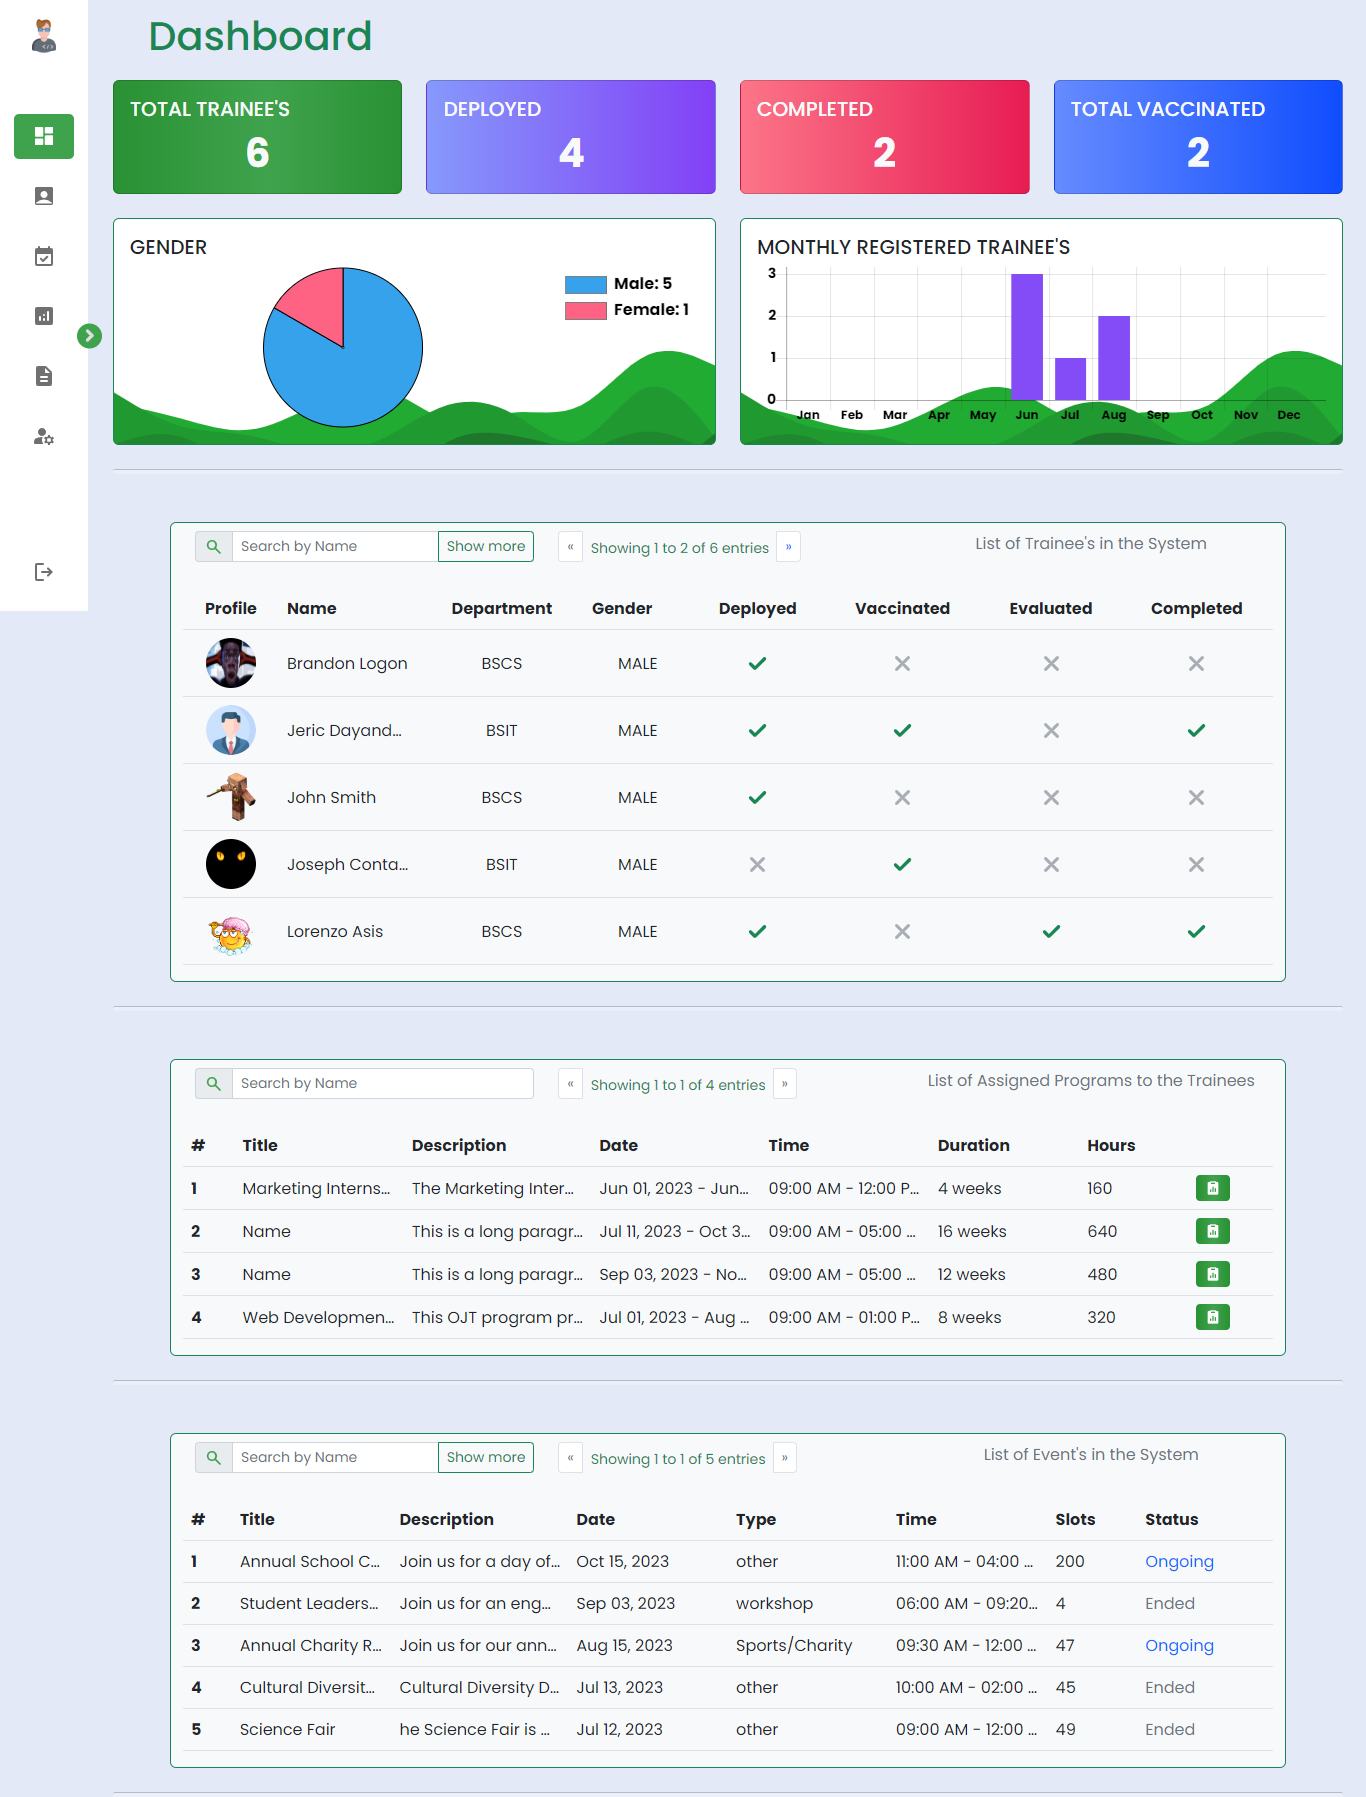 Dashboard
TOTAL TRAINEE'S
6
DEPLOYED
4
COMPLETED
2
TOTAL VACCINATED
2
GENDER
Male: 5
Female: 1
MONTHLY REGISTERED TRAINEE'S
3
2
1
0
Jan Feb Mar Apr May Jun Jul Aug Sep Oct Nov Dec
Search by Name Show more « Showing 1 to 2 of 6 entries » List of Trainee's in the System
Profile Name Department Gender Deployed Vaccinated Evaluated Completed
Brandon Logon BSCS MALE
Jeric Dayand... BSIT MALE
John Smith BSCS MALE
Joseph Conta... BSIT MALE
Lorenzo Asis BSCS MALE
Search by Name « Showing 1 to 1 of 4 entries » List of Assigned Programs to the Trainees
# Title Description Date Time Duration Hours
1 Marketing Interns... The Marketing Inter... Jun 01, 2023 - Jun... 09:00 AM - 12:00 P... 4 weeks 160
2 Name This is a long paragr... Jul 11, 2023 - Oct 3... 09:00 AM - 05:00 ... 16 weeks 640
3 Name This is a long paragr... Sep 03, 2023 - No... 09:00 AM - 05:00 ... 12 weeks 480
4 Web Developmen... This OJT program pr... Jul 01, 2023 - Aug ... 09:00 AM - 01:00 P... 8 weeks 320
Search by Name Show more « Showing 1 to 1 of 5 entries » List of Event's in the System
# Title Description Date Type Time Slots Status
1 Annual School C... Join us for a day of... Oct 15, 2023 other 11:00 AM - 04:00 ... 200 Ongoing
2 Student Leaders... Join us for an eng... Sep 03, 2023 workshop 06:00 AM - 09:20... 4 Ended
3 Annual Charity R... Join us for our ann... Aug 15, 2023 Sports/Charity 09:30 AM - 12:00 ... 47 Ongoing
4 Cultural Diversit... Cultural Diversity D... Jul 13, 2023 other 10:00 AM - 02:00 ... 45 Ended
5 Science Fair he Science Fair is ... Jul 12, 2023 other 09:00 AM - 12:00 ... 49 Ended